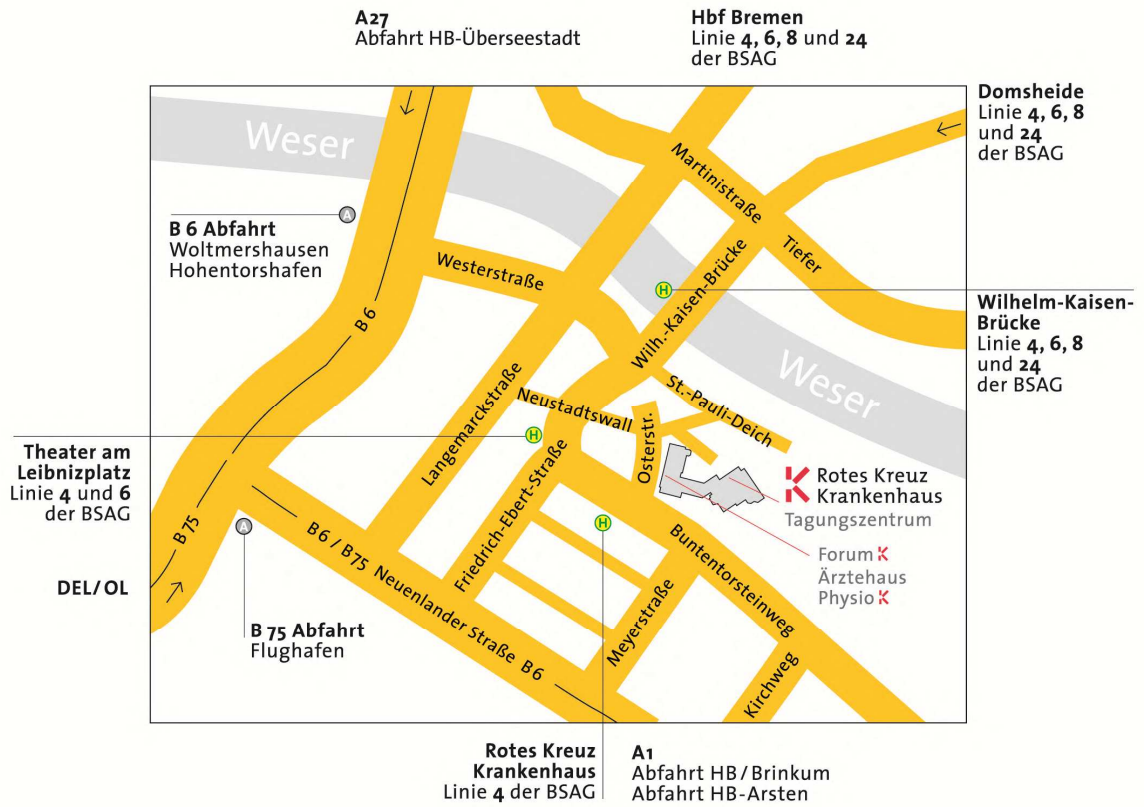 A27
Abfahrt HB-Überseestadt
Hbf Bremen
Linie 4, 6, 8 und 24
der BSAG
Domsheide
Linie 4, 6, 8
und 24
der BSAG
Weser
Martinistraße
A
B 6 Abfahrt
Woltmershausen
Hohentorshafen
Tiefer
Westerstraße
H
Wilh.-Kaisen-Brücke
Wilhelm-Kaisen-
Brücke
Linie 4, 6, 8
und 24
der BSAG
B 6
Weser
Langemarckstraße
Neustadtswall
St.-Pauli-Deich
Osterstr.
H
Theater am
Leibnizplatz
Linie 4 und 6
der BSAG
Friedrich-Ebert-Straße
Rotes Kreuz
Krankenhaus
Tagungszentrum
Forum K
Ärztehaus
Physio K
B 75
A
B 6 / B 75 Neuenlander Straße B 6
H
Buntentorsteinweg
DEL/ OL
B 75 Abfahrt
Flughafen
Meyerstraße
Kirchweg
Rotes Kreuz
Krankenhaus
Linie 4 der BSAG
A1
Abfahrt HB / Brinkum
Abfahrt HB-Arsten